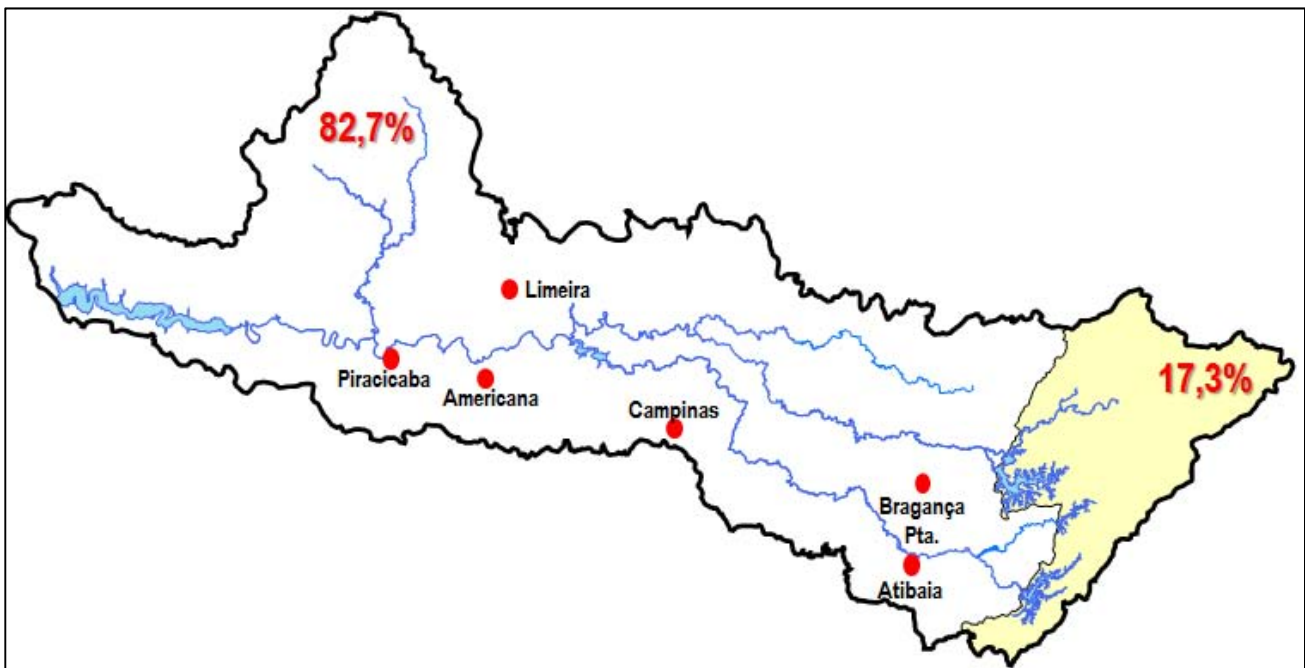 82,7%
Limeira
17,3%
Piracicaba
Americana
Campinas
Bragança
Pta.
Atibaia